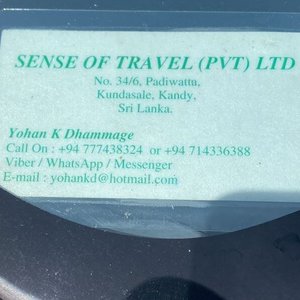 SENSE OF TRAVEL (PVT) LTD
No. 34/6, Padiwatta,
Kundasale, Kandy,
Sri Lanka.
Yohan K Dhammage
Call On : +94 777438324 or +94 714336388
Viber / WhatsApp / Messenger
E-mail : yohankd@hotmail.com